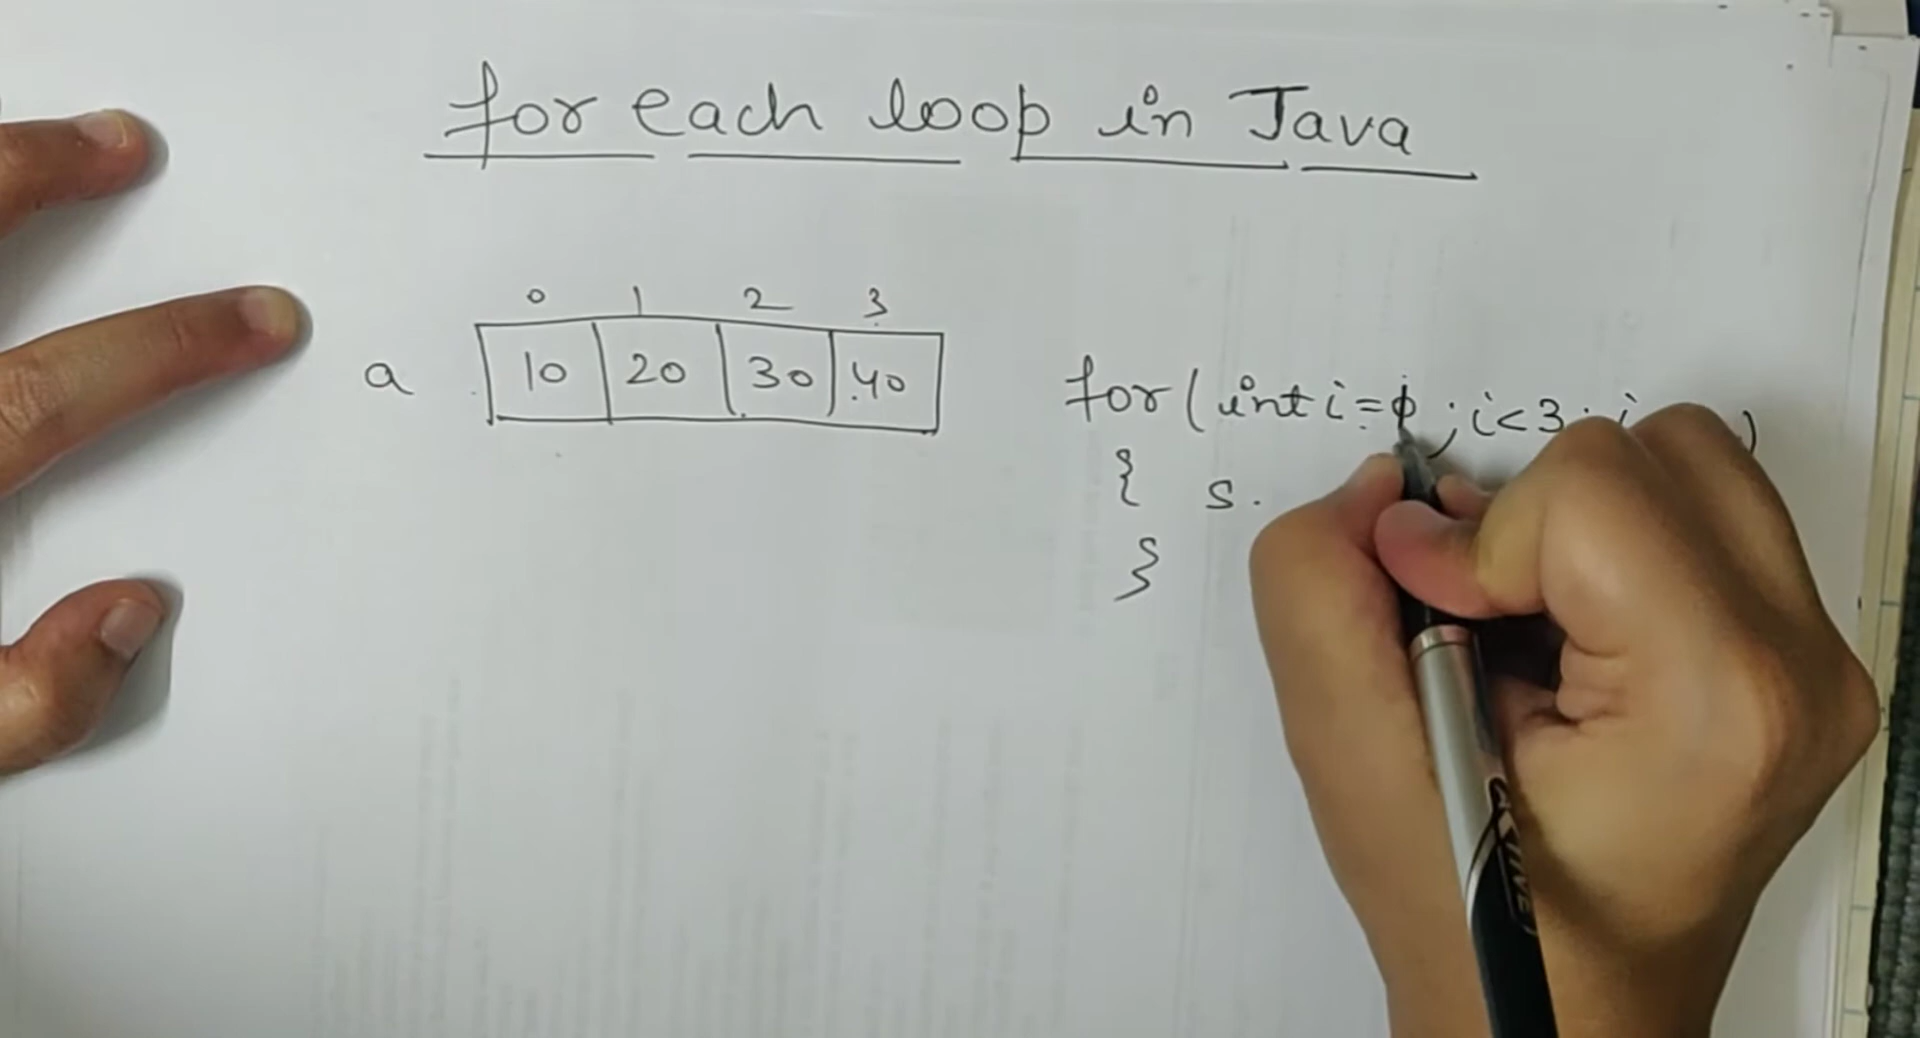 for each loop in Java
0 1 2 3
a 10 20 30 40
for(int i=0;i<3;i )
{ s.
}